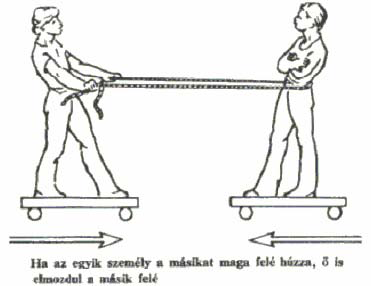 Ha az egyik személy a másikat maga felé húzza, ő is
elmozdul a másik felé